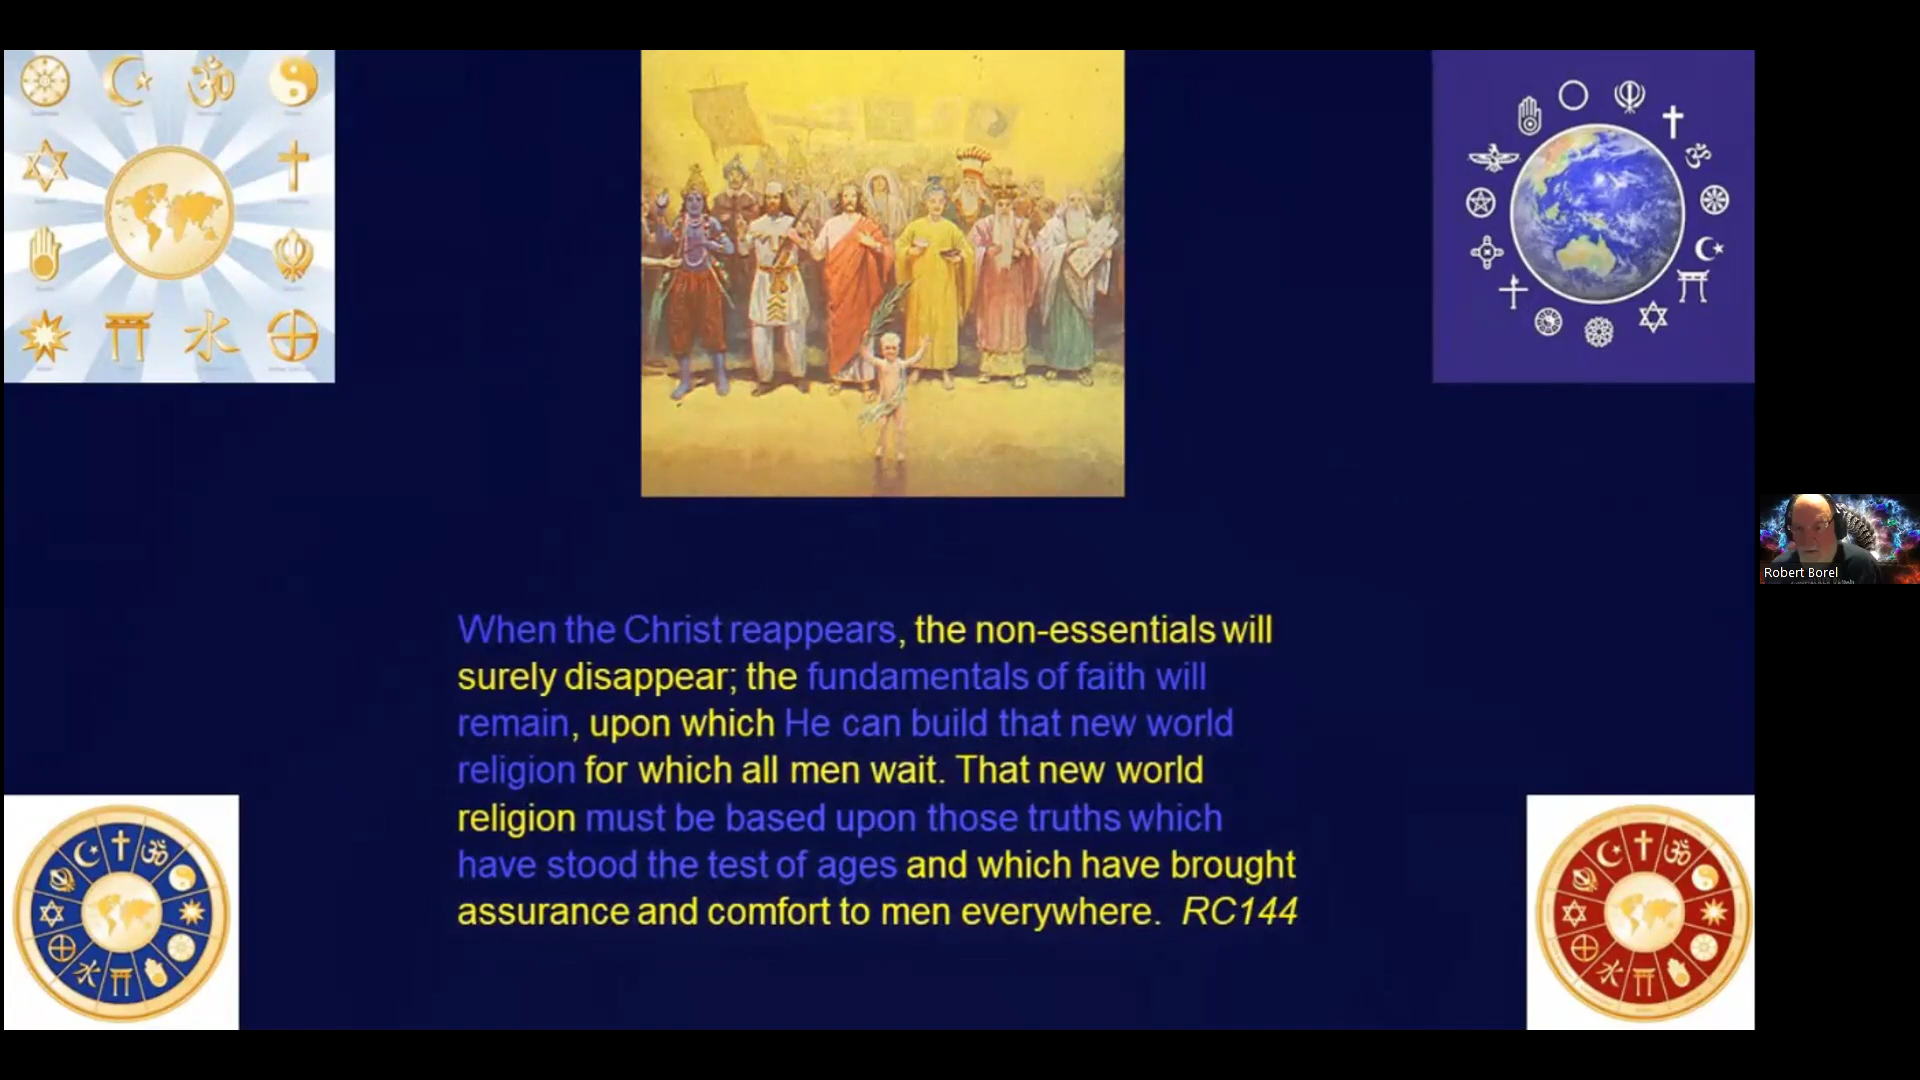 When the Christ reappears, the non-essentials will
surely disappear; the fundamentals of faith will
remain, upon which He can build that new world
religion for which all men wait. That new world
religion must be based upon those truths which
have stood the test of ages and which have brought
assurance and comfort to men everywhere. RC144
Robert Borel